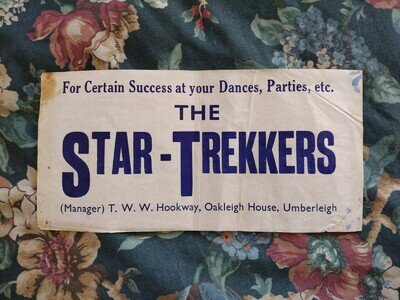 For Certain Success at your Dances, Parties, etc.
THE
STAR-TREKKERS
(Manager) T. W. W. Hookway, Oakleigh House, Umberleigh